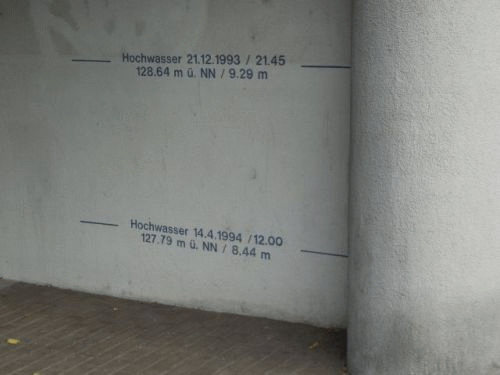 Hochwasser 21.12.1993 / 21.45
128.64 m ü. NN / 9.29 m
Hochwasser 14.4.1994 / 12.00
127.79 m ü. NN / 8.44 m